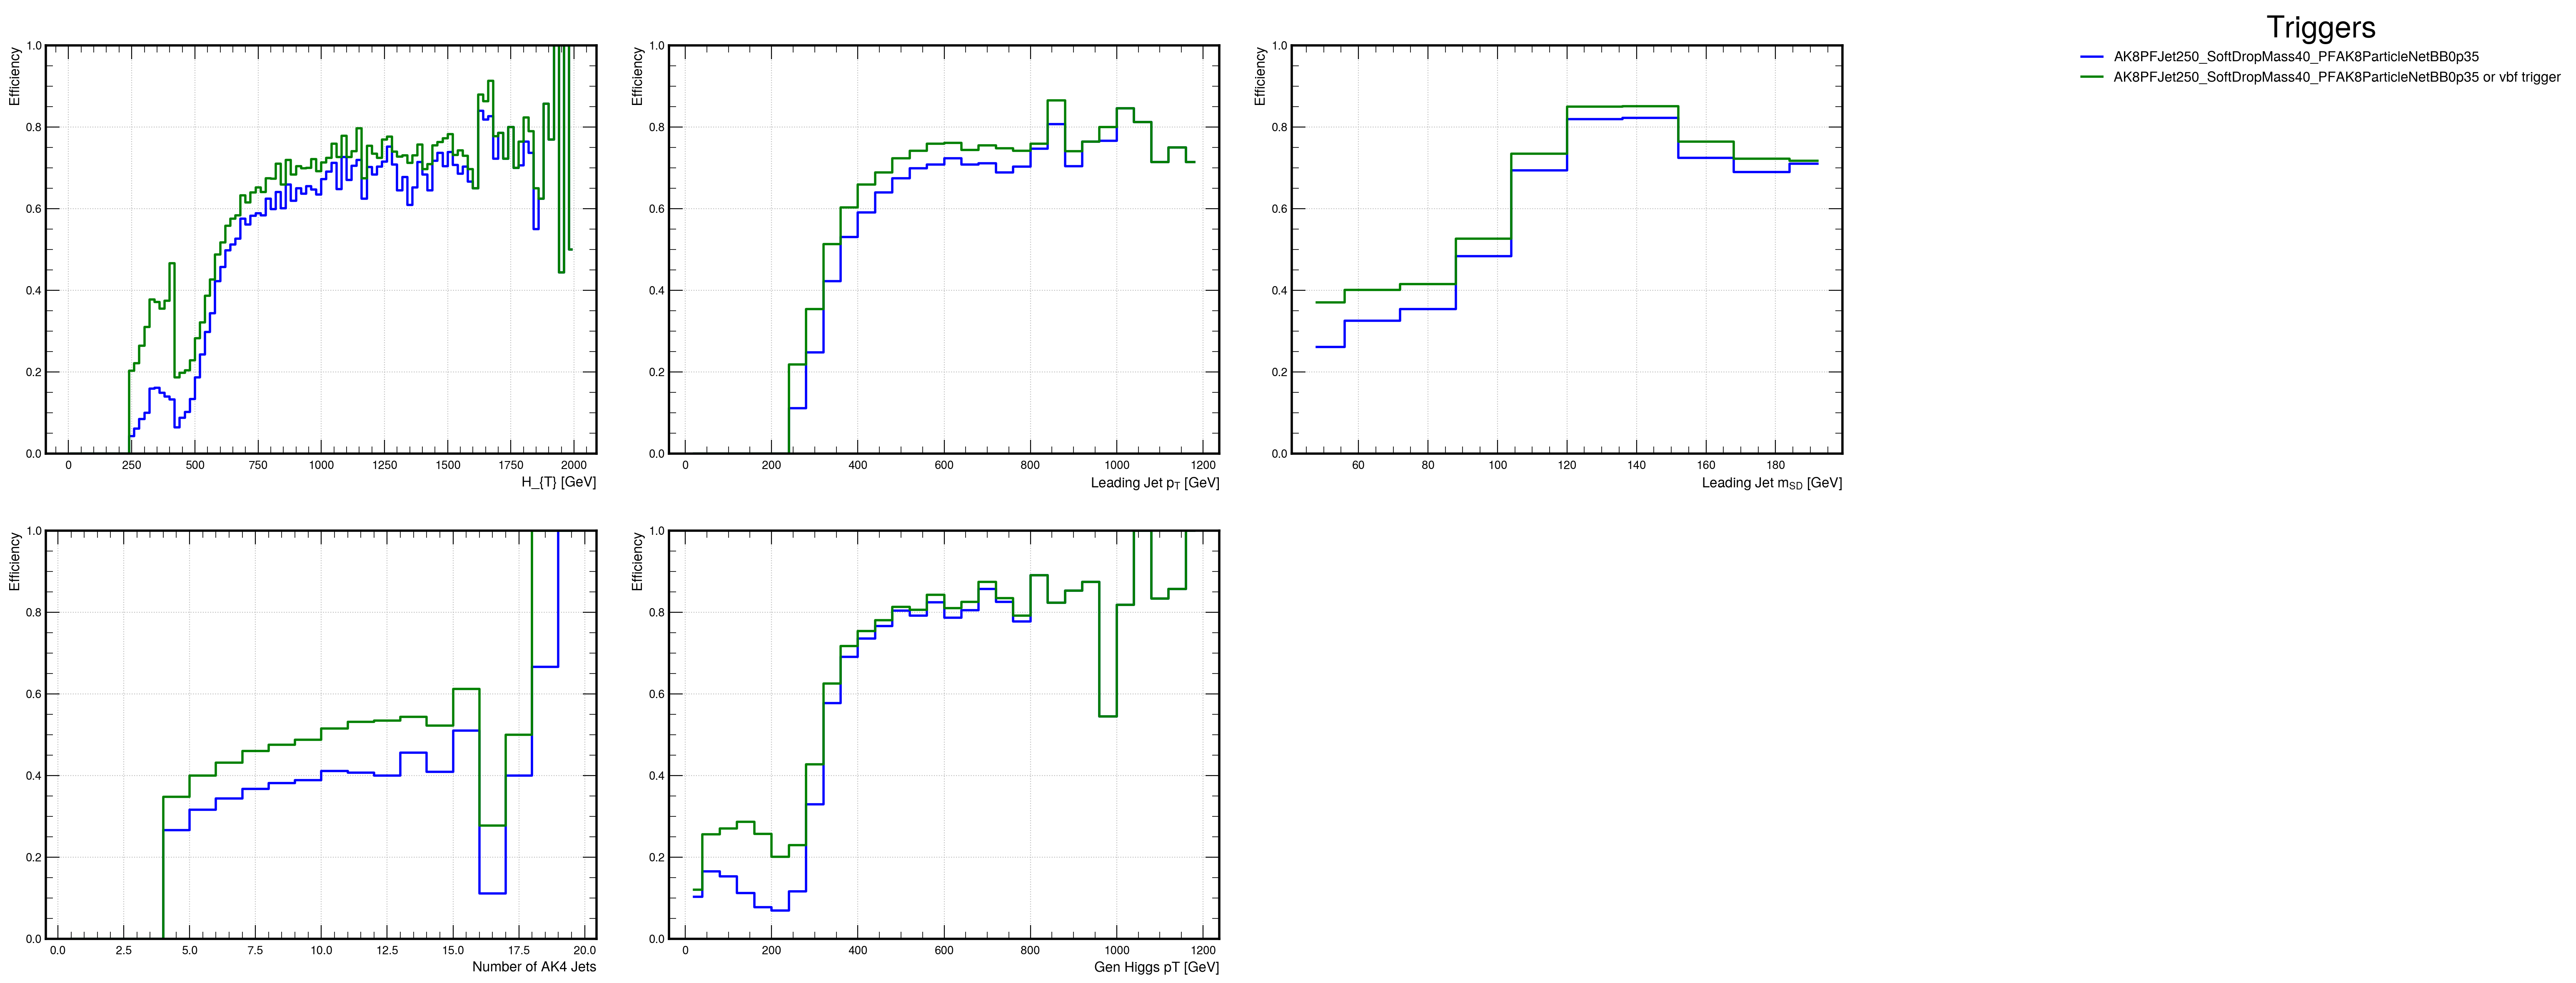 Triggers
AK8PFJet250_SoftDropMass40_PFAK8ParticleNetBB0p35
AK8PFJet250_SoftDropMass40_PFAK8ParticleNetBB0p35 or vbf trigger
Efficiency
1.0
0.8
0.6
0.4
0.2
0.0
0 250 500 750 1000 1250 1500 1750 2000
H_{T} [GeV]
Efficiency
1.0
0.8
0.6
0.4
0.2
0.0
0 200 400 600 800 1000 1200
Leading Jet pT [GeV]
Efficiency
1.0
0.8
0.6
0.4
0.2
0.0
60 80 100 120 140 160 180
Leading Jet mSD [GeV]
Efficiency
1.0
0.8
0.6
0.4
0.2
0.0
0.0 2.5 5.0 7.5 10.0 12.5 15.0 17.5 20.0
Number of AK4 Jets
Efficiency
1.0
0.8
0.6
0.4
0.2
0.0
0 200 400 600 800 1000 1200
Gen Higgs pT [GeV]